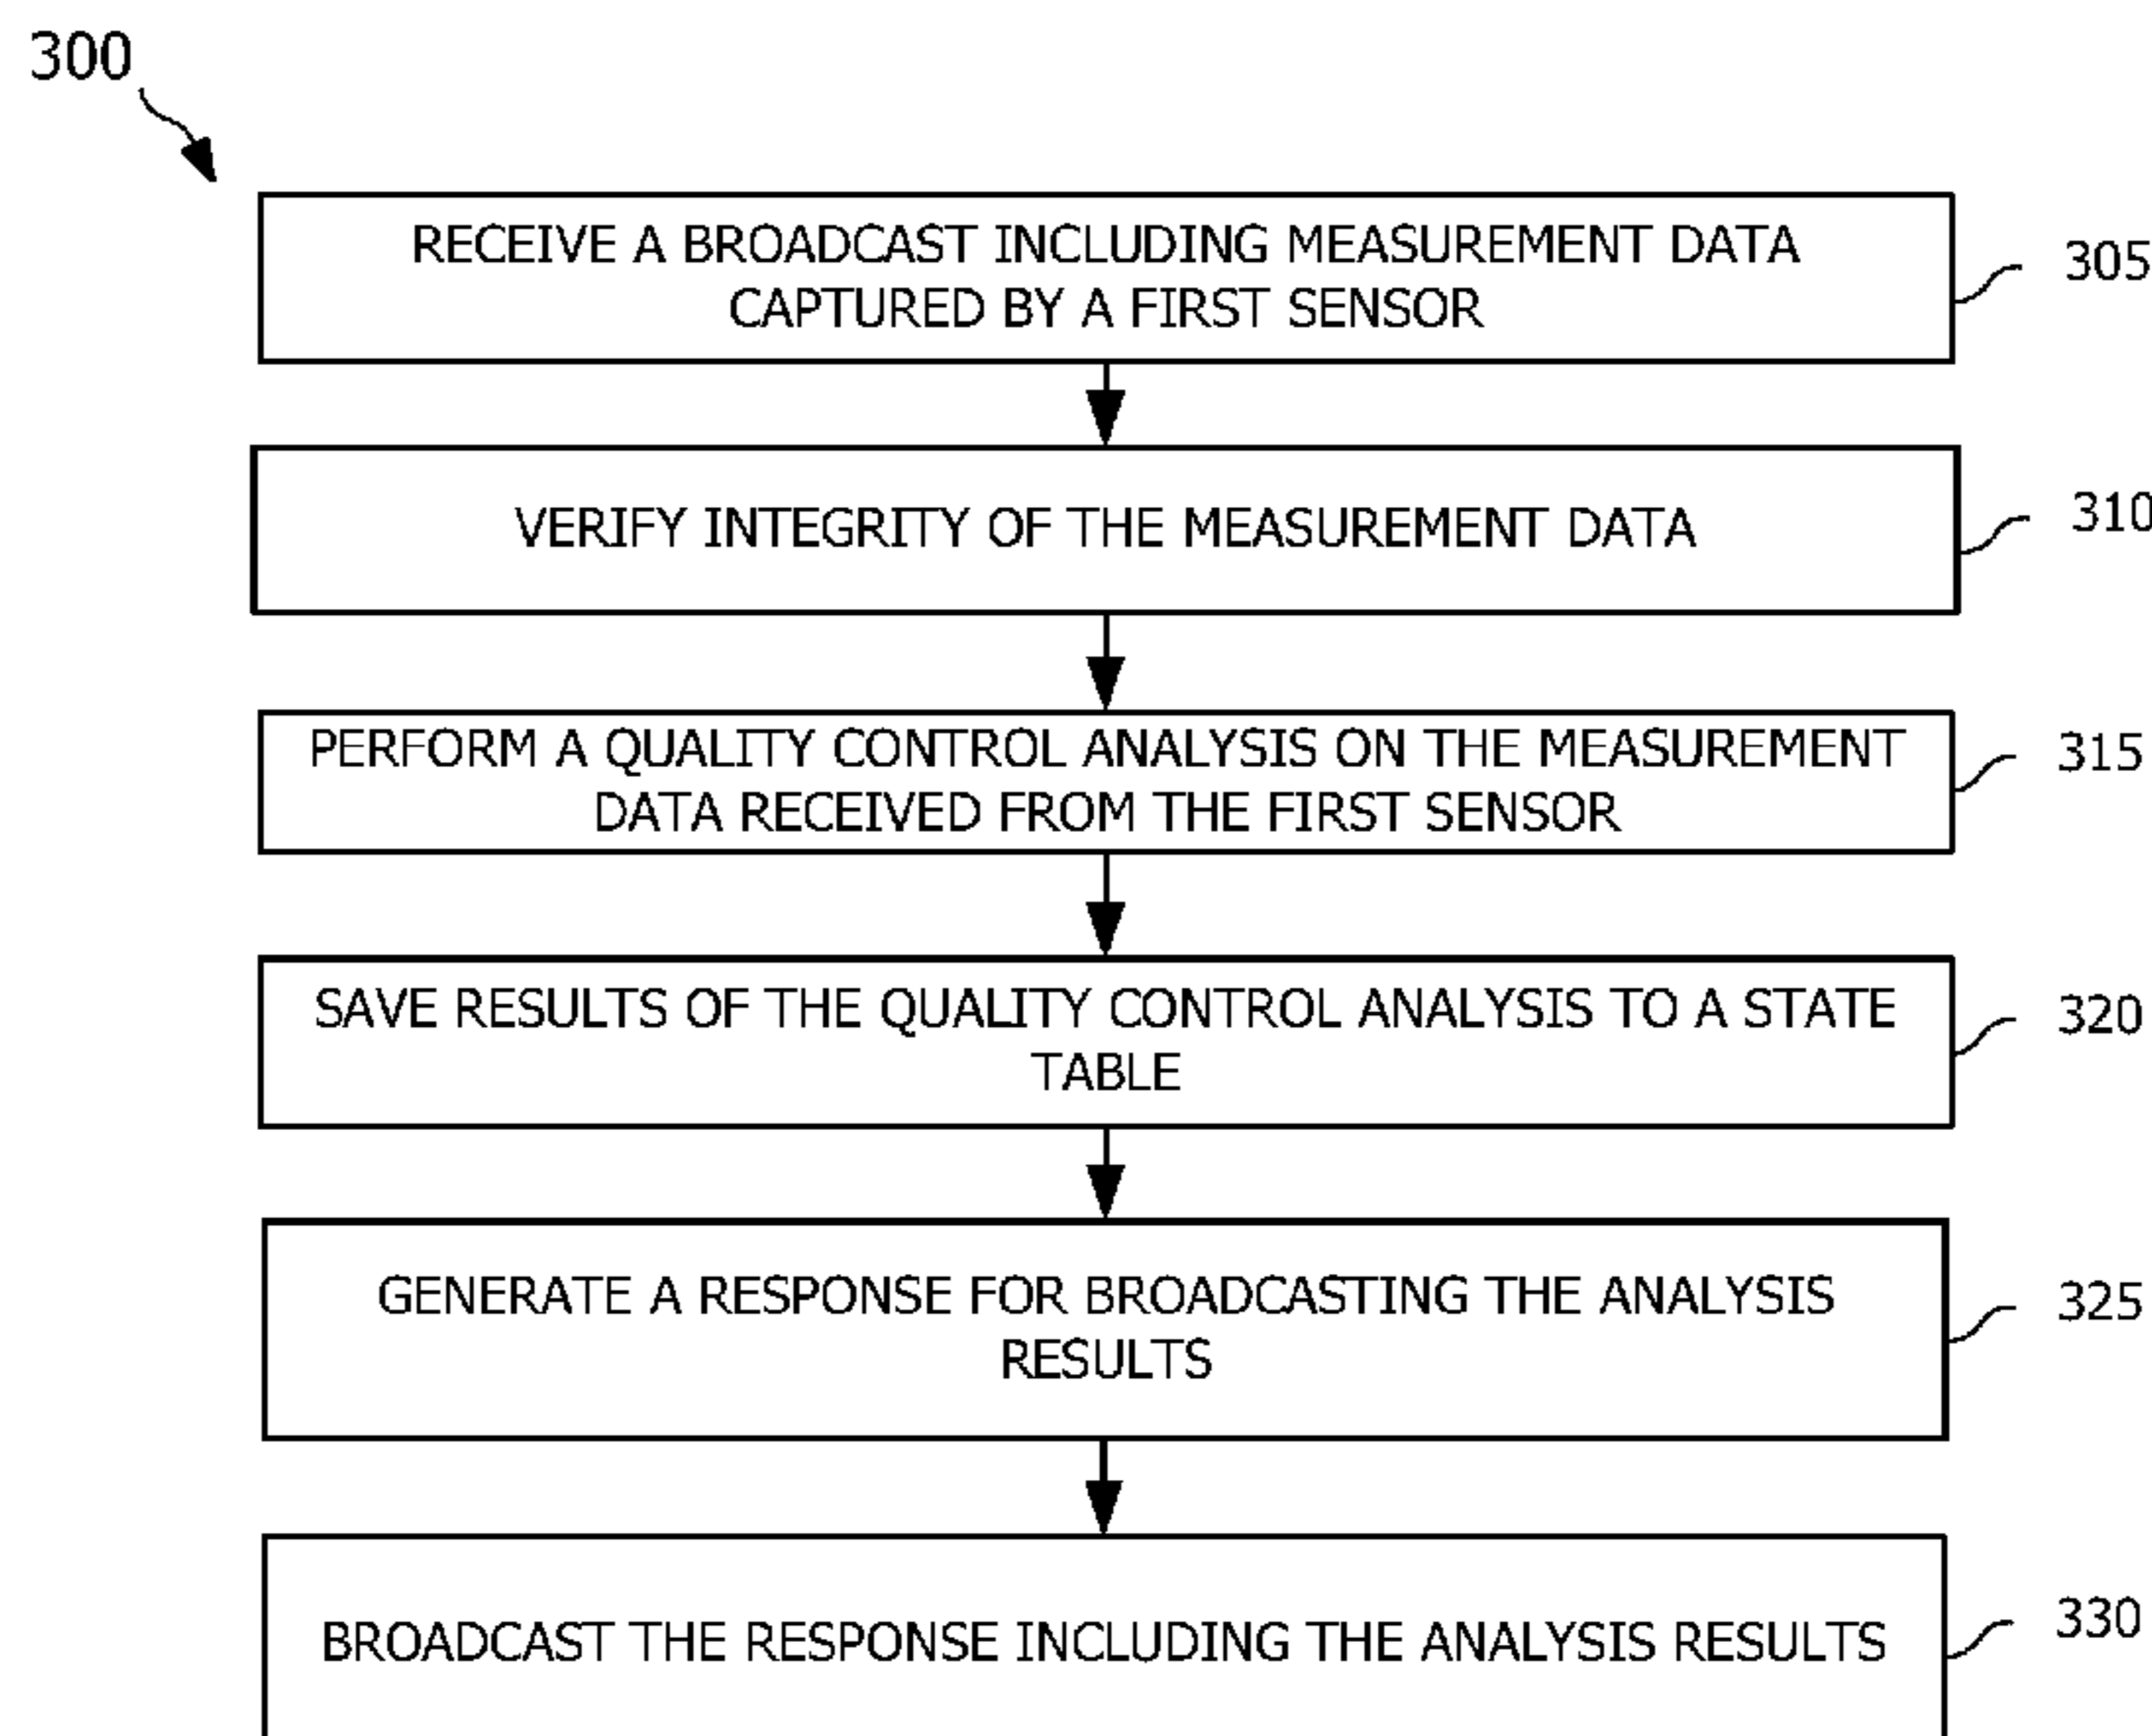 300
RECEIVE A BROADCAST INCLUDING MEASUREMENT DATA
CAPTURED BY A FIRST SENSOR
305
VERIFY INTEGRITY OF THE MEASUREMENT DATA
310
PERFORM A QUALITY CONTROL ANALYSIS ON THE MEASUREMENT
DATA RECEIVED FROM THE FIRST SENSOR
315
SAVE RESULTS OF THE QUALITY CONTROL ANALYSIS TO A STATE
TABLE
320
GENERATE A RESPONSE FOR BROADCASTING THE ANALYSIS
RESULTS
325
BROADCAST THE RESPONSE INCLUDING THE ANALYSIS RESULTS
330